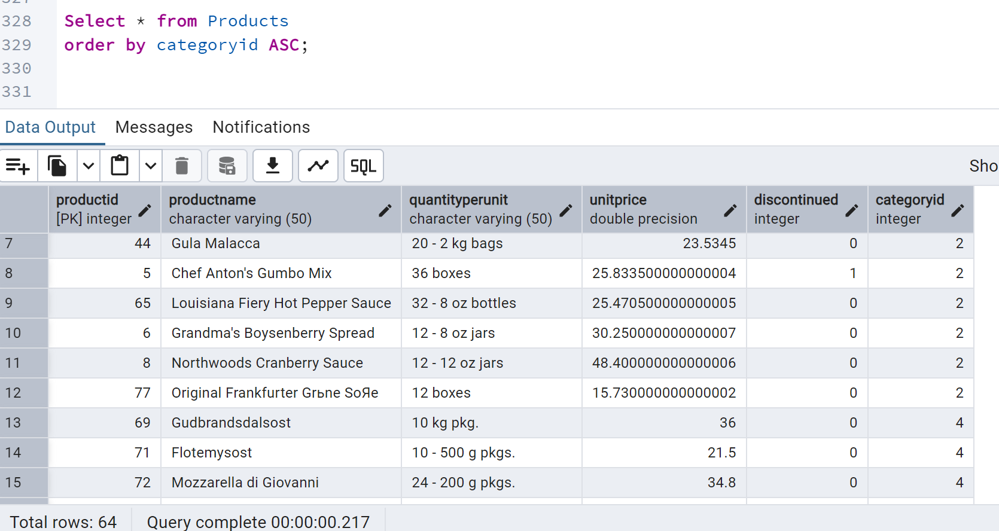 327
328 Select * from Products
329 order by categoryid ASC;
330
331
Data Output Messages Notifications
SQL Sho
productid productname quantityperunit unitprice discontinued categoryid
[PK] integer character varying (50) character varying (50) double precision integer integer
7 44 Gula Malacca 20 - 2 kg bags 23.5345 0 2
8 5 Chef Anton's Gumbo Mix 36 boxes 25.833500000000004 1 2
9 65 Louisiana Fiery Hot Pepper Sauce 32 - 8 oz bottles 25.470500000000005 0 2
10 6 Grandma's Boysenberry Spread 12 - 8 oz jars 30.250000000000007 0 2
11 8 Northwoods Cranberry Sauce 12 - 12 oz jars 48.400000000000006 0 2
12 77 Original Frankfurter Grьne SoЯe 12 boxes 15.730000000000002 0 2
13 69 Gudbrandsdalsost 10 kg pkg. 36 0 4
14 71 Flotemysost 10 - 500 g pkgs. 21.5 0 4
15 72 Mozzarella di Giovanni 24 - 200 g pkgs. 34.8 0 4
Total rows: 64 Query complete 00:00:00.217